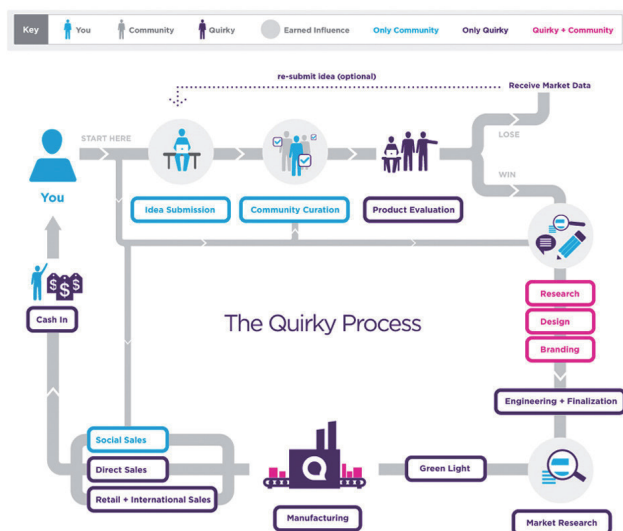 Key
You
Community
Quirky
Earned Influence
Only Community
Only Quirky
Quirky + Community
re-submit idea (optional)
Receive Market Data
START HERE
LOSE
WIN
You
Idea Submission
Community Curation
Product Evaluation
Research
Design
Branding
Cash In
$ $ $
The Quirky Process
Engineering + Finalization
Social Sales
Direct Sales
Retail + International Sales
Green Light
Manufacturing
Market Research